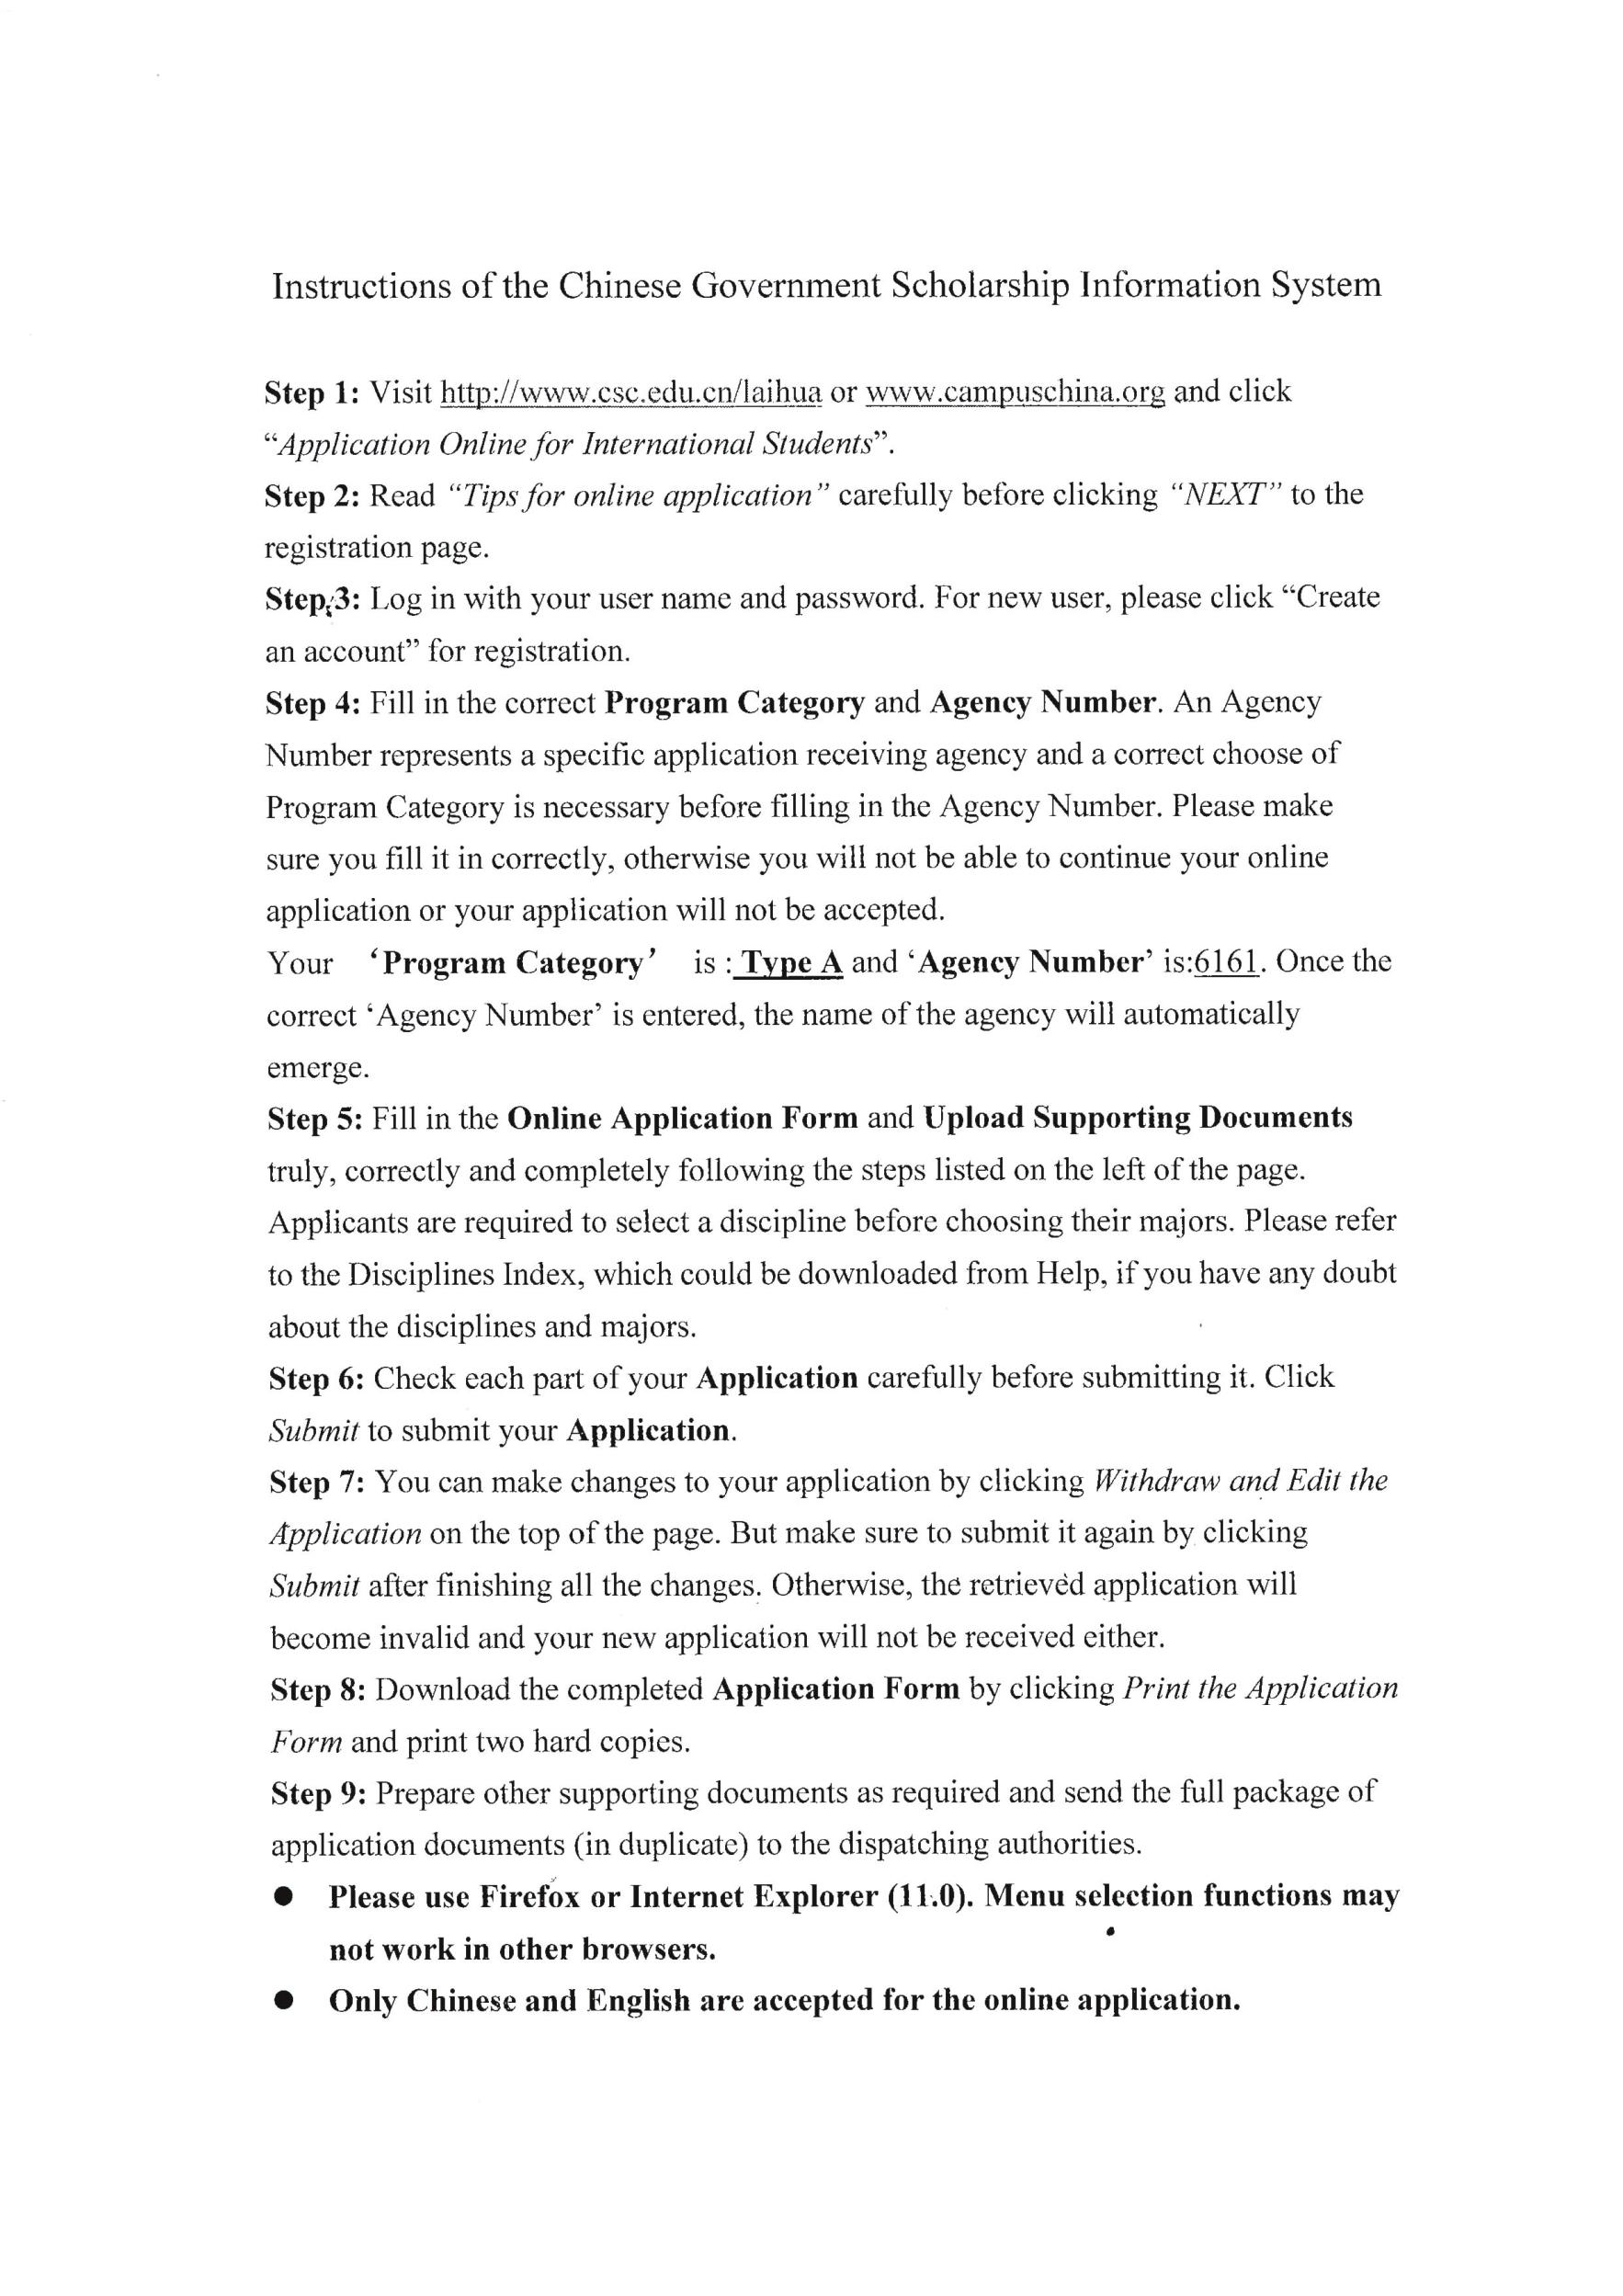 Instructions of the Chinese Government Scholarship Information System
Step 1: Visit http://www.csc.edu.cn/laihua or www.campuschina.org and click
“Application Online for International Students”.
Step 2: Read “Tips for online application” carefully before clicking “NEXT” to the
registration page.
Step 3: Log in with your user name and password. For new user, please click “Create
an account” for registration.
Step 4: Fill in the correct Program Category and Agency Number. An Agency
Number represents a specific application receiving agency and a correct choose of
Program Category is necessary before filling in the Agency Number. Please make
sure you fill it in correctly, otherwise you will not be able to continue your online
application or your application will not be accepted.
Your ‘Program Category’ is : Type A and ‘Agency Number’ is:6161. Once the
correct ‘Agency Number’ is entered, the name of the agency will automatically
emerge.
Step 5: Fill in the Online Application Form and Upload Supporting Documents
truly, correctly and completely following the steps listed on the left of the page.
Applicants are required to select a discipline before choosing their majors. Please refer
to the Disciplines Index, which could be downloaded from Help, if you have any doubt
about the disciplines and majors.
Step 6: Check each part of your Application carefully before submitting it. Click
Submit to submit your Application.
Step 7: You can make changes to your application by clicking Withdraw and Edit the
Application on the top of the page. But make sure to submit it again by clicking
Submit after finishing all the changes. Otherwise, the retrieved application will
become invalid and your new application will not be received either.
Step 8: Download the completed Application Form by clicking Print the Application
Form and print two hard copies.
Step 9: Prepare other supporting documents as required and send the full package of
application documents (in duplicate) to the dispatching authorities.
● Please use Firefox or Internet Explorer (11.0). Menu selection functions may
not work in other browsers.
● Only Chinese and English are accepted for the online application.